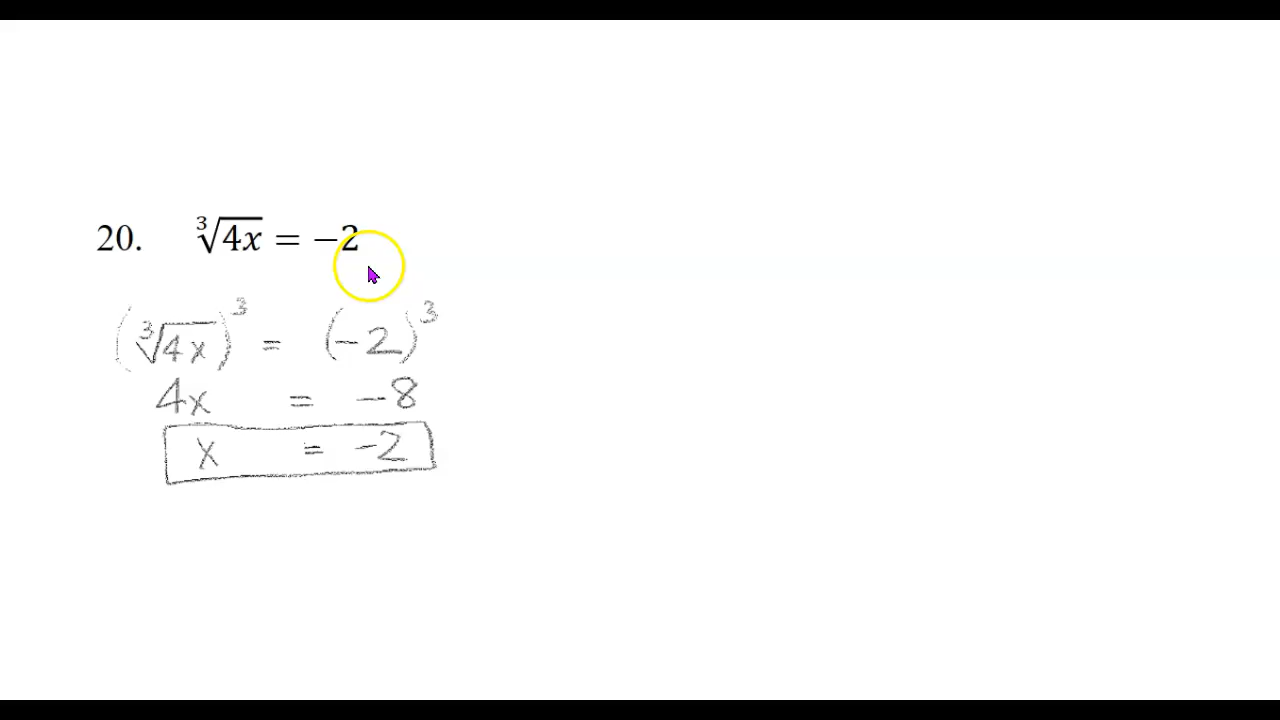 20. ∛4x = −2
(∛4x)³ = (−2)³
4x = −8
x = −2